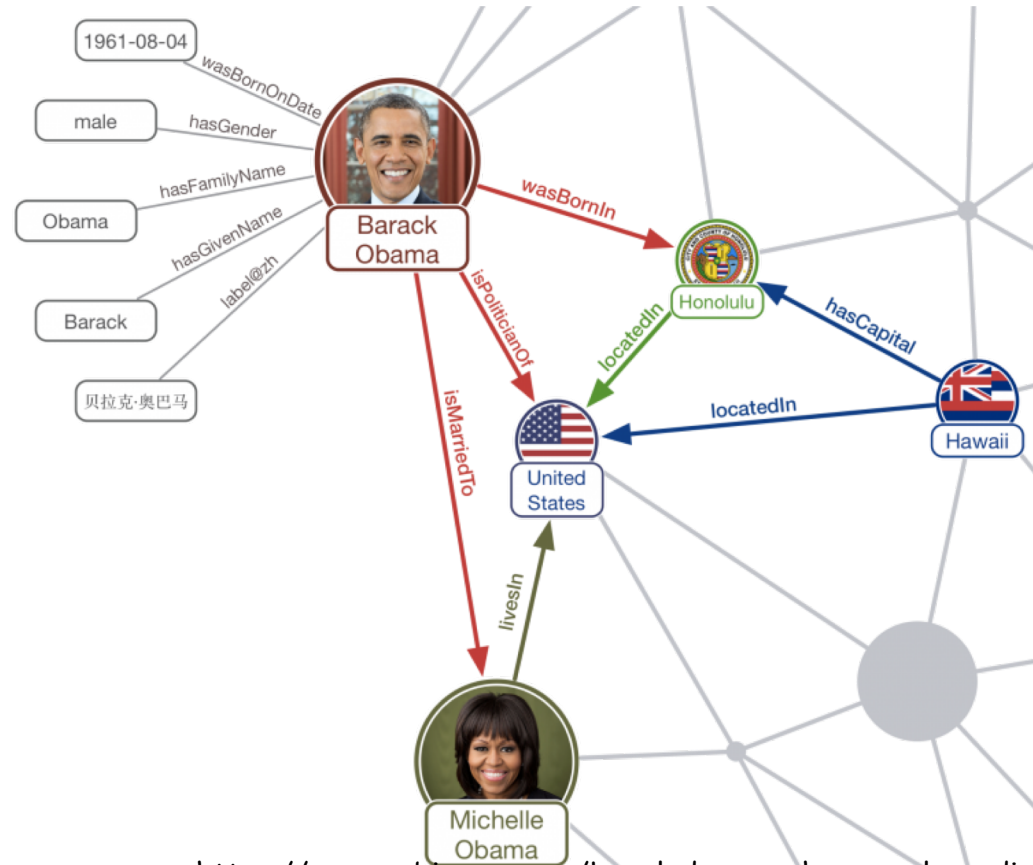 1961-08-04
wasBornOnDate
male
hasGender
hasFamilyName
Obama
hasGivenName
Barack
label@zh
贝拉克·奥巴马
Barack
Obama
wasBornIn
Honolulu
isPoliticianOf
locatedIn
hasCapital
isMarriedTo
locatedIn
Hawaii
United
States
livesIn
Michelle
Obama